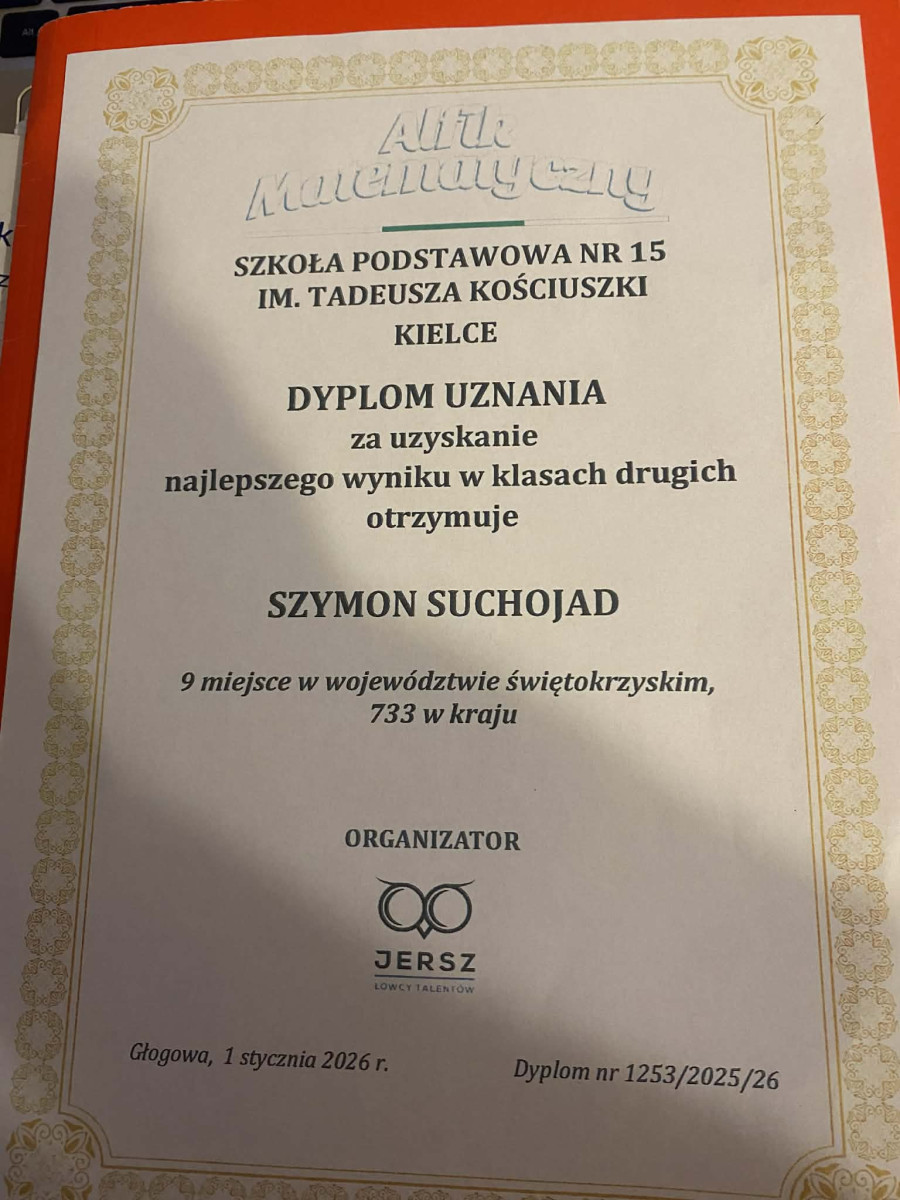 Alfik
Matematyczny
SZKOŁA PODSTAWOWA NR 15
IM. TADEUSZA KOŚCIUSZKI
KIELCE
DYPLOM UZNANIA
za uzyskanie
najlepszego wyniku w klasach drugich
otrzymuje
SZYMON SUCHOJAD
9 miejsce w województwie świętokrzyskim,
733 w kraju
ORGANIZATOR
JERSZ
ŁOWCY TALENTÓW
Głogowa, 1 stycznia 2026 r.
Dyplom nr 1253/2025/26